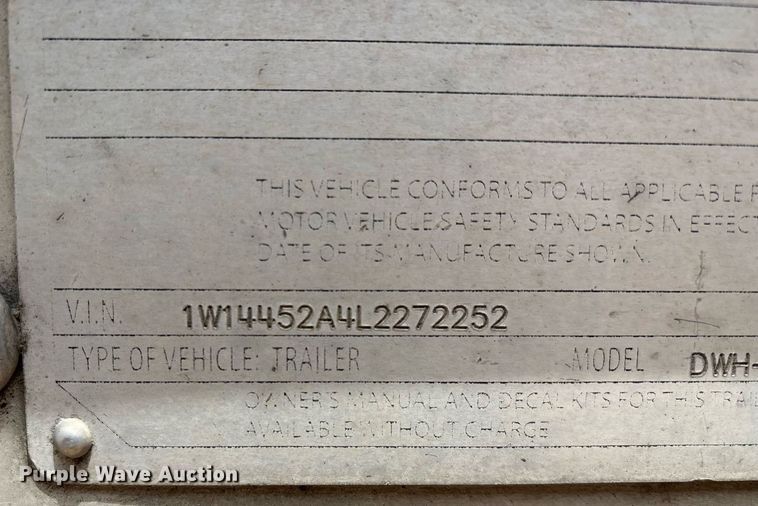 THIS VEHICLE CONFORMS TO ALL APPLICABLE F
MOTOR VEHICLE SAFETY STANDARDS IN EFFECT
DATE OF ITS MANUFACTURE SHOWN.
V.I.N. 1W14452A4L2272252
TYPE OF VEHICLE: TRAILER MODEL DWH-
OWNER'S MANUAL AND DECAL KITS FOR THIS TRAIL
AVAILABLE WITHOUT CHARGE
Purple Wave Auction